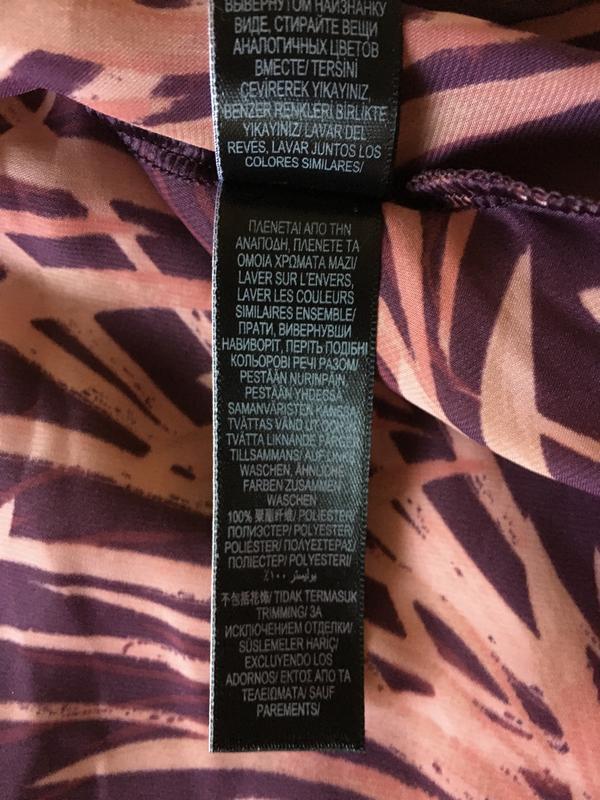 ВЫВЕРНУТОМ НАИЗНАНКУ
ВИДЕ, СТИРАЙТЕ ВЕЩИ
АНАЛОГИЧНЫХ ЦВЕТОВ
ВМЕСТЕ/ TERSİNİ
ÇEVİREREK YIKAYINIZ,
BENZER RENKLERİ BİRLİKTE
YIKAYINIZ/ LAVAR DEL
REVÉS, LAVAR JUNTOS LOS
COLORES SIMILARES/
ΠΛΕΝΕΤΑΙ ΑΠΟ ΤΗΝ
ΑΝΑΠΟΔΗ, ΠΛΕΝΕΤΕ ΤΑ
ΟΜΟΙΑ ΧΡΩΜΑΤΑ ΜΑΖΙ/
LAVER SUR L'ENVERS,
LAVER LES COULEURS
SIMILAIRES ENSEMBLE/
ПРАТИ, ВИВЕРНУВШИ
НАВИВОРІТ, ПЕРІТЬ ПОДІБНІ
КОЛЬОРОВІ РЕЧІ РАЗОМ/
PESTÄÄN NURINPÄIN,
PESTÄÄN YHDESSÄ
SAMANVÄRISTEN KANSSA/
TVÄTTAS VÄND UT OCH IN,
TVÄTTA LIKNANDE FÄRGER
TILLSAMMANS/ AUF LINKS
WASCHEN, ÄHNLICHE
FARBEN ZUSAMMEN
WASCHEN
100% 聚酯纤维/ POLIESTER/
ПОЛИЭСТЕР/ POLYESTER/
POLIÉSTER/ ΠΟΛΥΕΣΤΕΡΑΣ/
ПОЛІЕСТЕР/ POLYESTERI/
بوليستر ١٠٠٪
不包括花饰/ TIDAK TERMASUK
TRIMMING/ ЗА
ИСКЛЮЧЕНИЕМ ОТДЕЛКИ/
SÜSLEMELER HARİÇ/
EXCLUYENDO LOS
ADORNOS/ ΕΚΤΟΣ ΑΠΟ ΤΑ
ΤΕΛΕΙΩΜΑΤΑ/ SAUF
PAREMENTS/